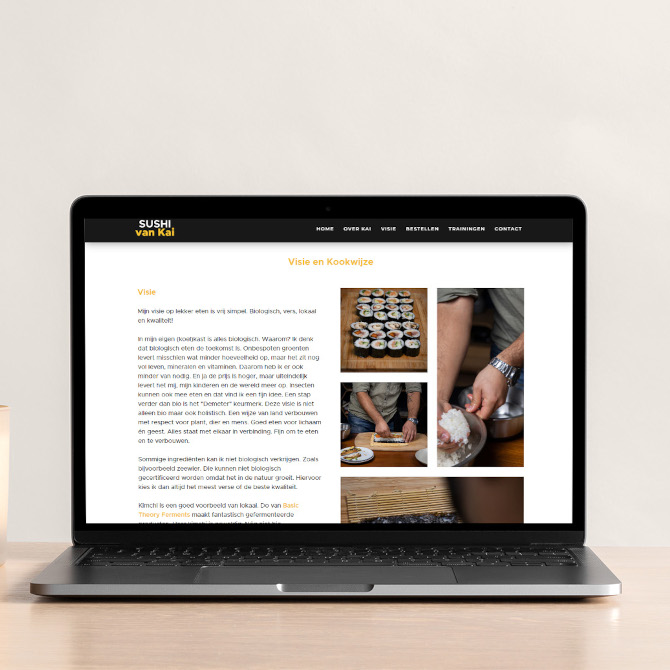 SUSHI
van Kai
HOME OVER KAI VISIE BESTELLEN TRAININGEN CONTACT
Visie en Kookwijze
Visie
Mijn visie op lekker eten is vrij simpel. Biologisch, vers, lokaal
en kwaliteit!
In mijn eigen (koel)kast is alles biologisch. Waarom? Ik denk
dat biologisch eten de toekomst is. Onbespoten groenten
levert misschien wat minder hoeveelheid op, maar het zit nog
vol leven, mineralen en vitaminen. Daarom heb ik er ook
minder van nodig. En ja de prijs is hoger, maar uiteindelijk
levert het mij, mijn kinderen en de wereld meer op. Insecten
kunnen ook mee eten en dat vind ik een fijn idee. Een stap
verder dan bio is het "Demeter" keurmerk. Deze visie is niet
alleen bio maar ook holistisch. Een wijze van land verbouwen
met respect voor plant, dier en mens. Goed eten voor lichaam
én geest. Alles staat met elkaar in verbinding. Fijn om te eten
en te verbouwen.
Sommige ingrediënten kan ik niet biologisch verkrijgen. Zoals
bijvoorbeeld zeewier. Die kunnen niet biologisch
gecertificeerd worden omdat het in de natuur groeit. Hiervoor
kies ik dan altijd het meest verse of de beste kwaliteit.
Kimchi is een goed voorbeeld van lokaal. Do van Basic
Theory Ferments maakt fantastisch gefermenteerde